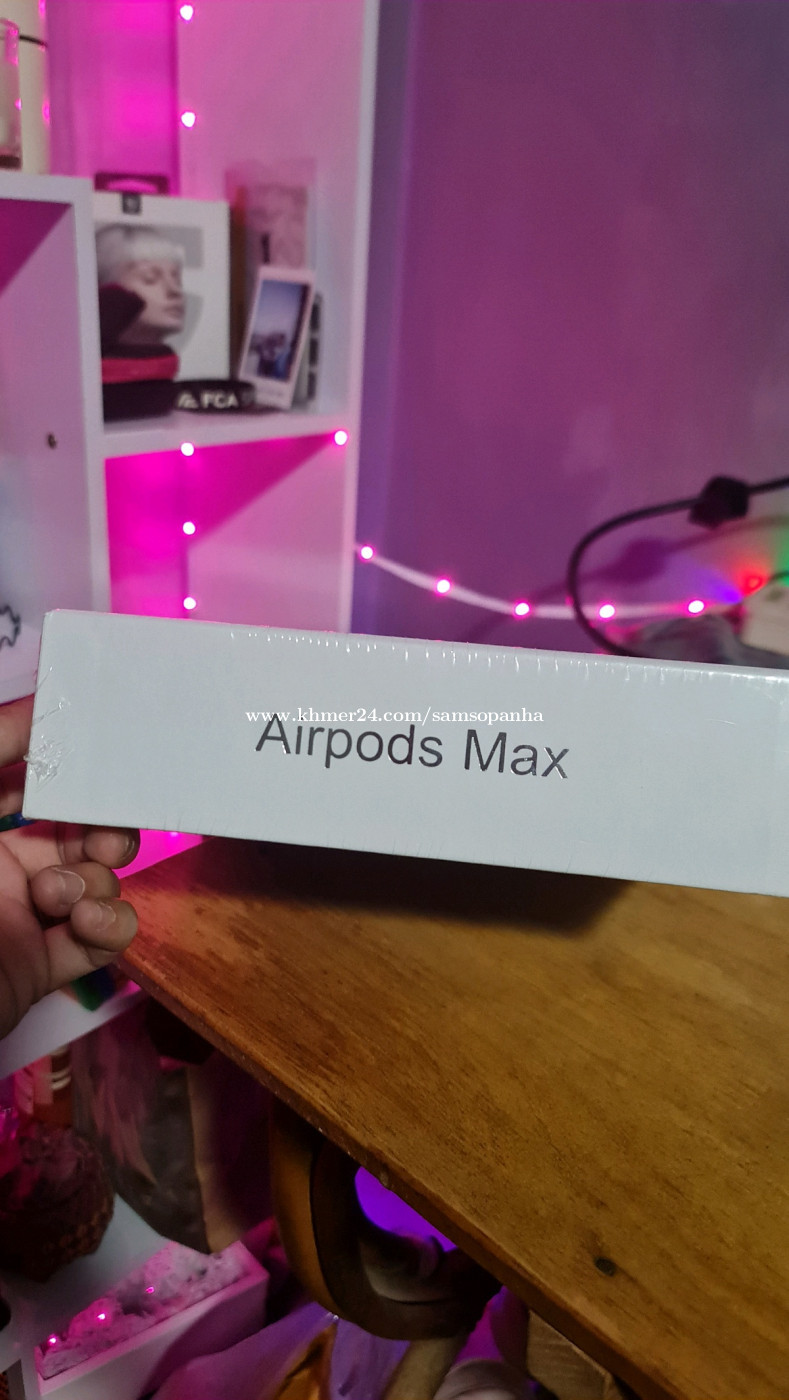 FCA
www.khmer24.com/samsopanha
Airpods Max